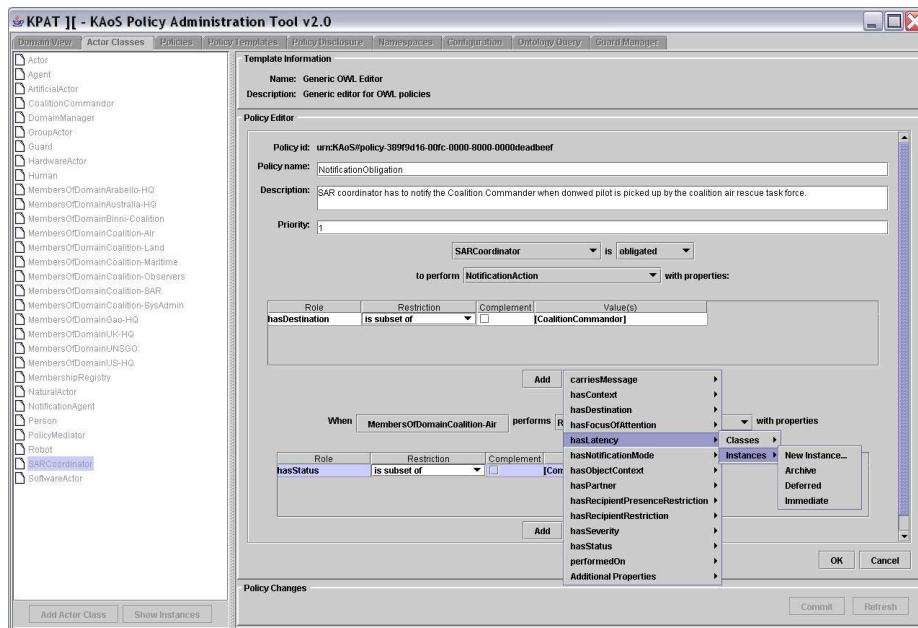 KPAT ][ - KAoS Policy Administration Tool v2.0
Domain View Actor Classes Policies Policy Templates Policy Disclosure Namespaces Configuration Ontology Query Guard Manager
Actor
Agent
ArtificialActor
CoalitionCommandor
DomainManager
GroupActor
Guard
HardwareActor
Human
MembersOfDomainArabello-HQ
MembersOfDomainAustralia-HQ
MembersOfDomainBinni-Coalition
MembersOfDomainCoalition-Air
MembersOfDomainCoalition-Land
MembersOfDomainCoalition-Maritime
MembersOfDomainCoalition-Observers
MembersOfDomainCoalition-SAR
MembersOfDomainCoalition-SysAdmin
MembersOfDomainGao-HQ
MembersOfDomainUK-HQ
MembersOfDomainUNSGO
MembersOfDomainUS-HQ
MembershipRegistry
NaturalActor
NotificationAgent
Person
PolicyMediator
Robot
SARCoordinator
SoftwareActor
Add Actor Class Show Instances
Template Information
Name: Generic OWL Editor
Description: Generic editor for OWL policies
Policy Editor
Policy id: urn:KAoS#policy-389f9d16-00fc-0000-8000-0000deadbeef
Policy name: NotificationObligation
Description: SAR coordinator has to notify the Coalition Commander when donwed pilot is picked up by the coalition air rescue task force.
Priority: 1
SARCoordinator is obligated
to perform NotificationAction with properties:
Role Restriction Complement Value(s)
hasDestination is subset of [CoalitionCommandor]
Add
When MembersOfDomainCoalition-Air performs R with properties
Role Restriction Complement
hasStatus is subset of [Com
Add
carriesMessage
hasContext
hasDestination
hasFocusOfAttention
hasLatency
hasNotificationMode
hasObjectContext
hasPartner
hasRecipientPresenceRestriction
hasRecipientRestriction
hasSeverity
hasStatus
performedOn
Additional Properties
Classes
Instances
New Instance...
Archive
Deferred
Immediate
OK Cancel
Policy Changes
Commit Refresh